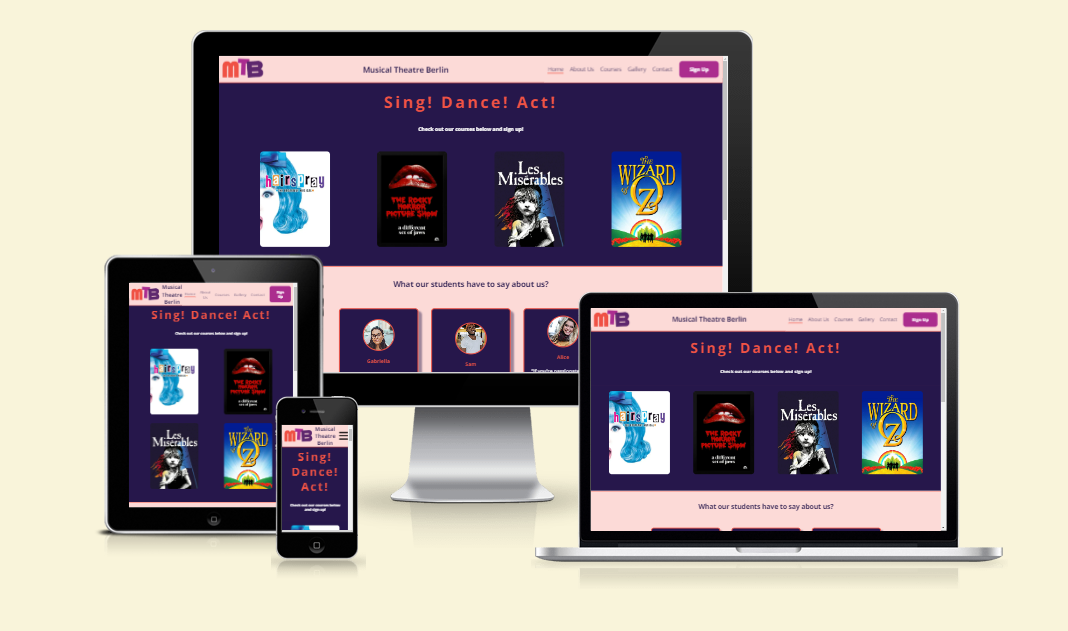 MTB
Musical Theatre Berlin
Home About Us Courses Gallery Contact Sign Up
Sing! Dance! Act!
Check out our courses below and sign up!
hairspray
THE ROCKY
HORROR
PICTURE SHOW
a different
set of jaws
Les
Misérables
The
WIZARD
of
OZ
What our students have to say about us?
Gabriella
Sam
Alice
MTB
Musical
Theatre
Berlin
Home About Us Courses Gallery Contact Sign Up
Sing! Dance! Act!
Check out our courses below and sign up!
hairspray
THE ROCKY
HORROR
PICTURE SHOW
a different
set of jaws
Les
Misérables
The
WIZARD
of
OZ
MTB
Musical
Theatre
Berlin
Sing!
Dance!
Act!
Check out our courses below
and sign up!
MTB
Musical Theatre Berlin
Home About Us Courses Gallery Contact Sign Up
Sing! Dance! Act!
Check out our courses below and sign up!
hairspray
THE ROCKY
HORROR
PICTURE SHOW
a different
set of jaws
Les
Misérables
The
WIZARD
of
OZ
What our students have to say about us?